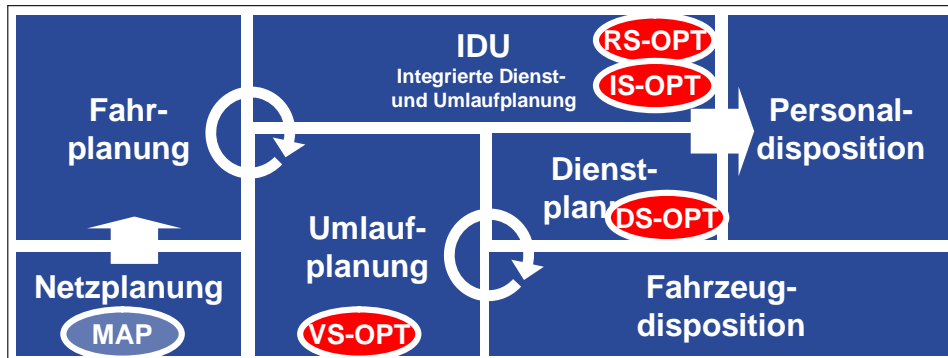 IDU
Integrierte Dienst-
und Umlaufplanung
RS-OPT
IS-OPT
Fahr-
planung
Personal-
disposition
Dienst-
DS-OPT
Umlauf-
planung
VS-OPT
Netzplanung
MAP
Fahrzeug-
disposition